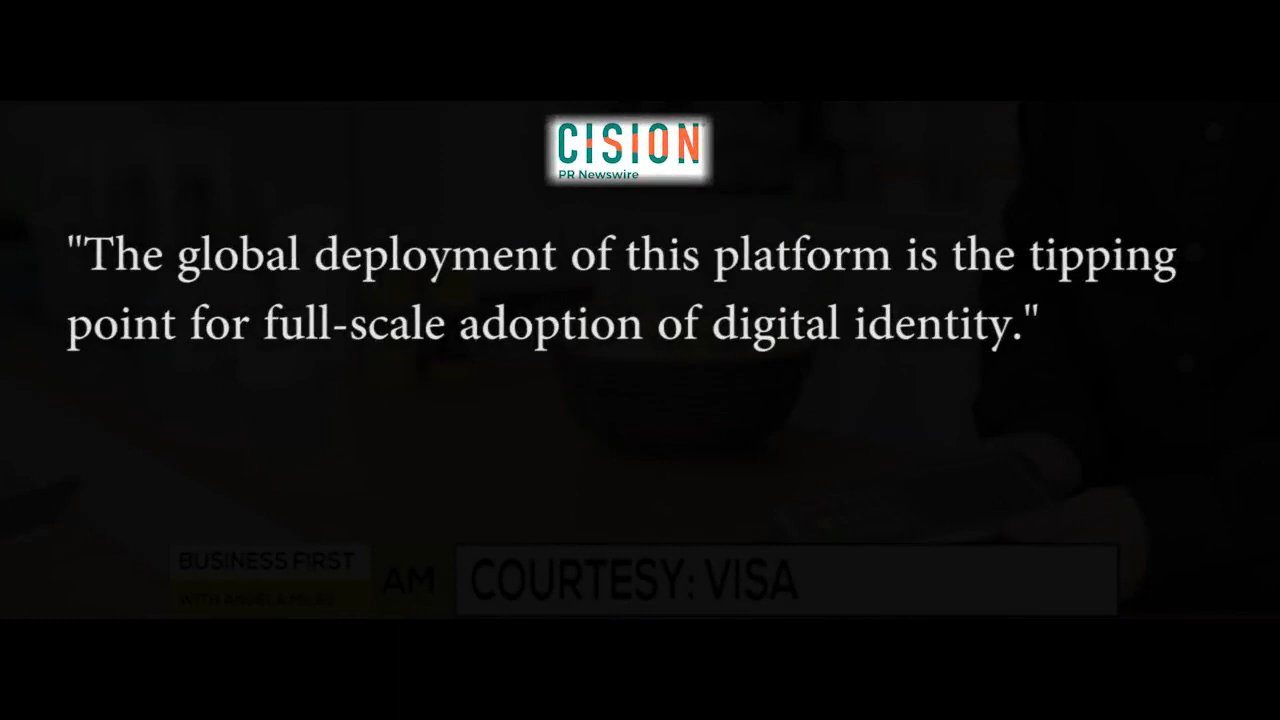 CISION
PR Newswire
"The global deployment of this platform is the tipping
point for full-scale adoption of digital identity."
BUSINESS FIRST
AM
COURTESY: VISA